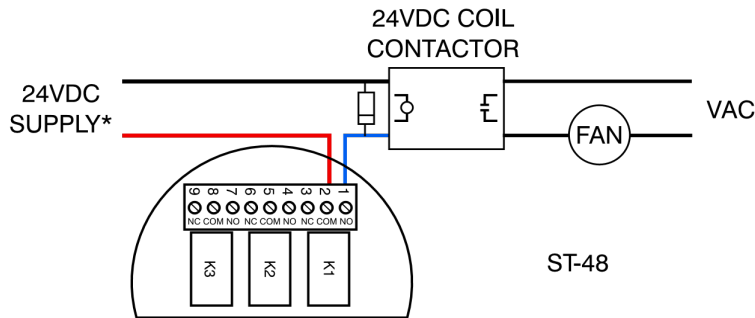 24VDC COIL
CONTACTOR
24VDC
SUPPLY*
VAC
FAN
9 8 7 6 5 4 3 2 1
NC COM NO NC COM NO NC COM NO
K3 K2 K1
ST-48